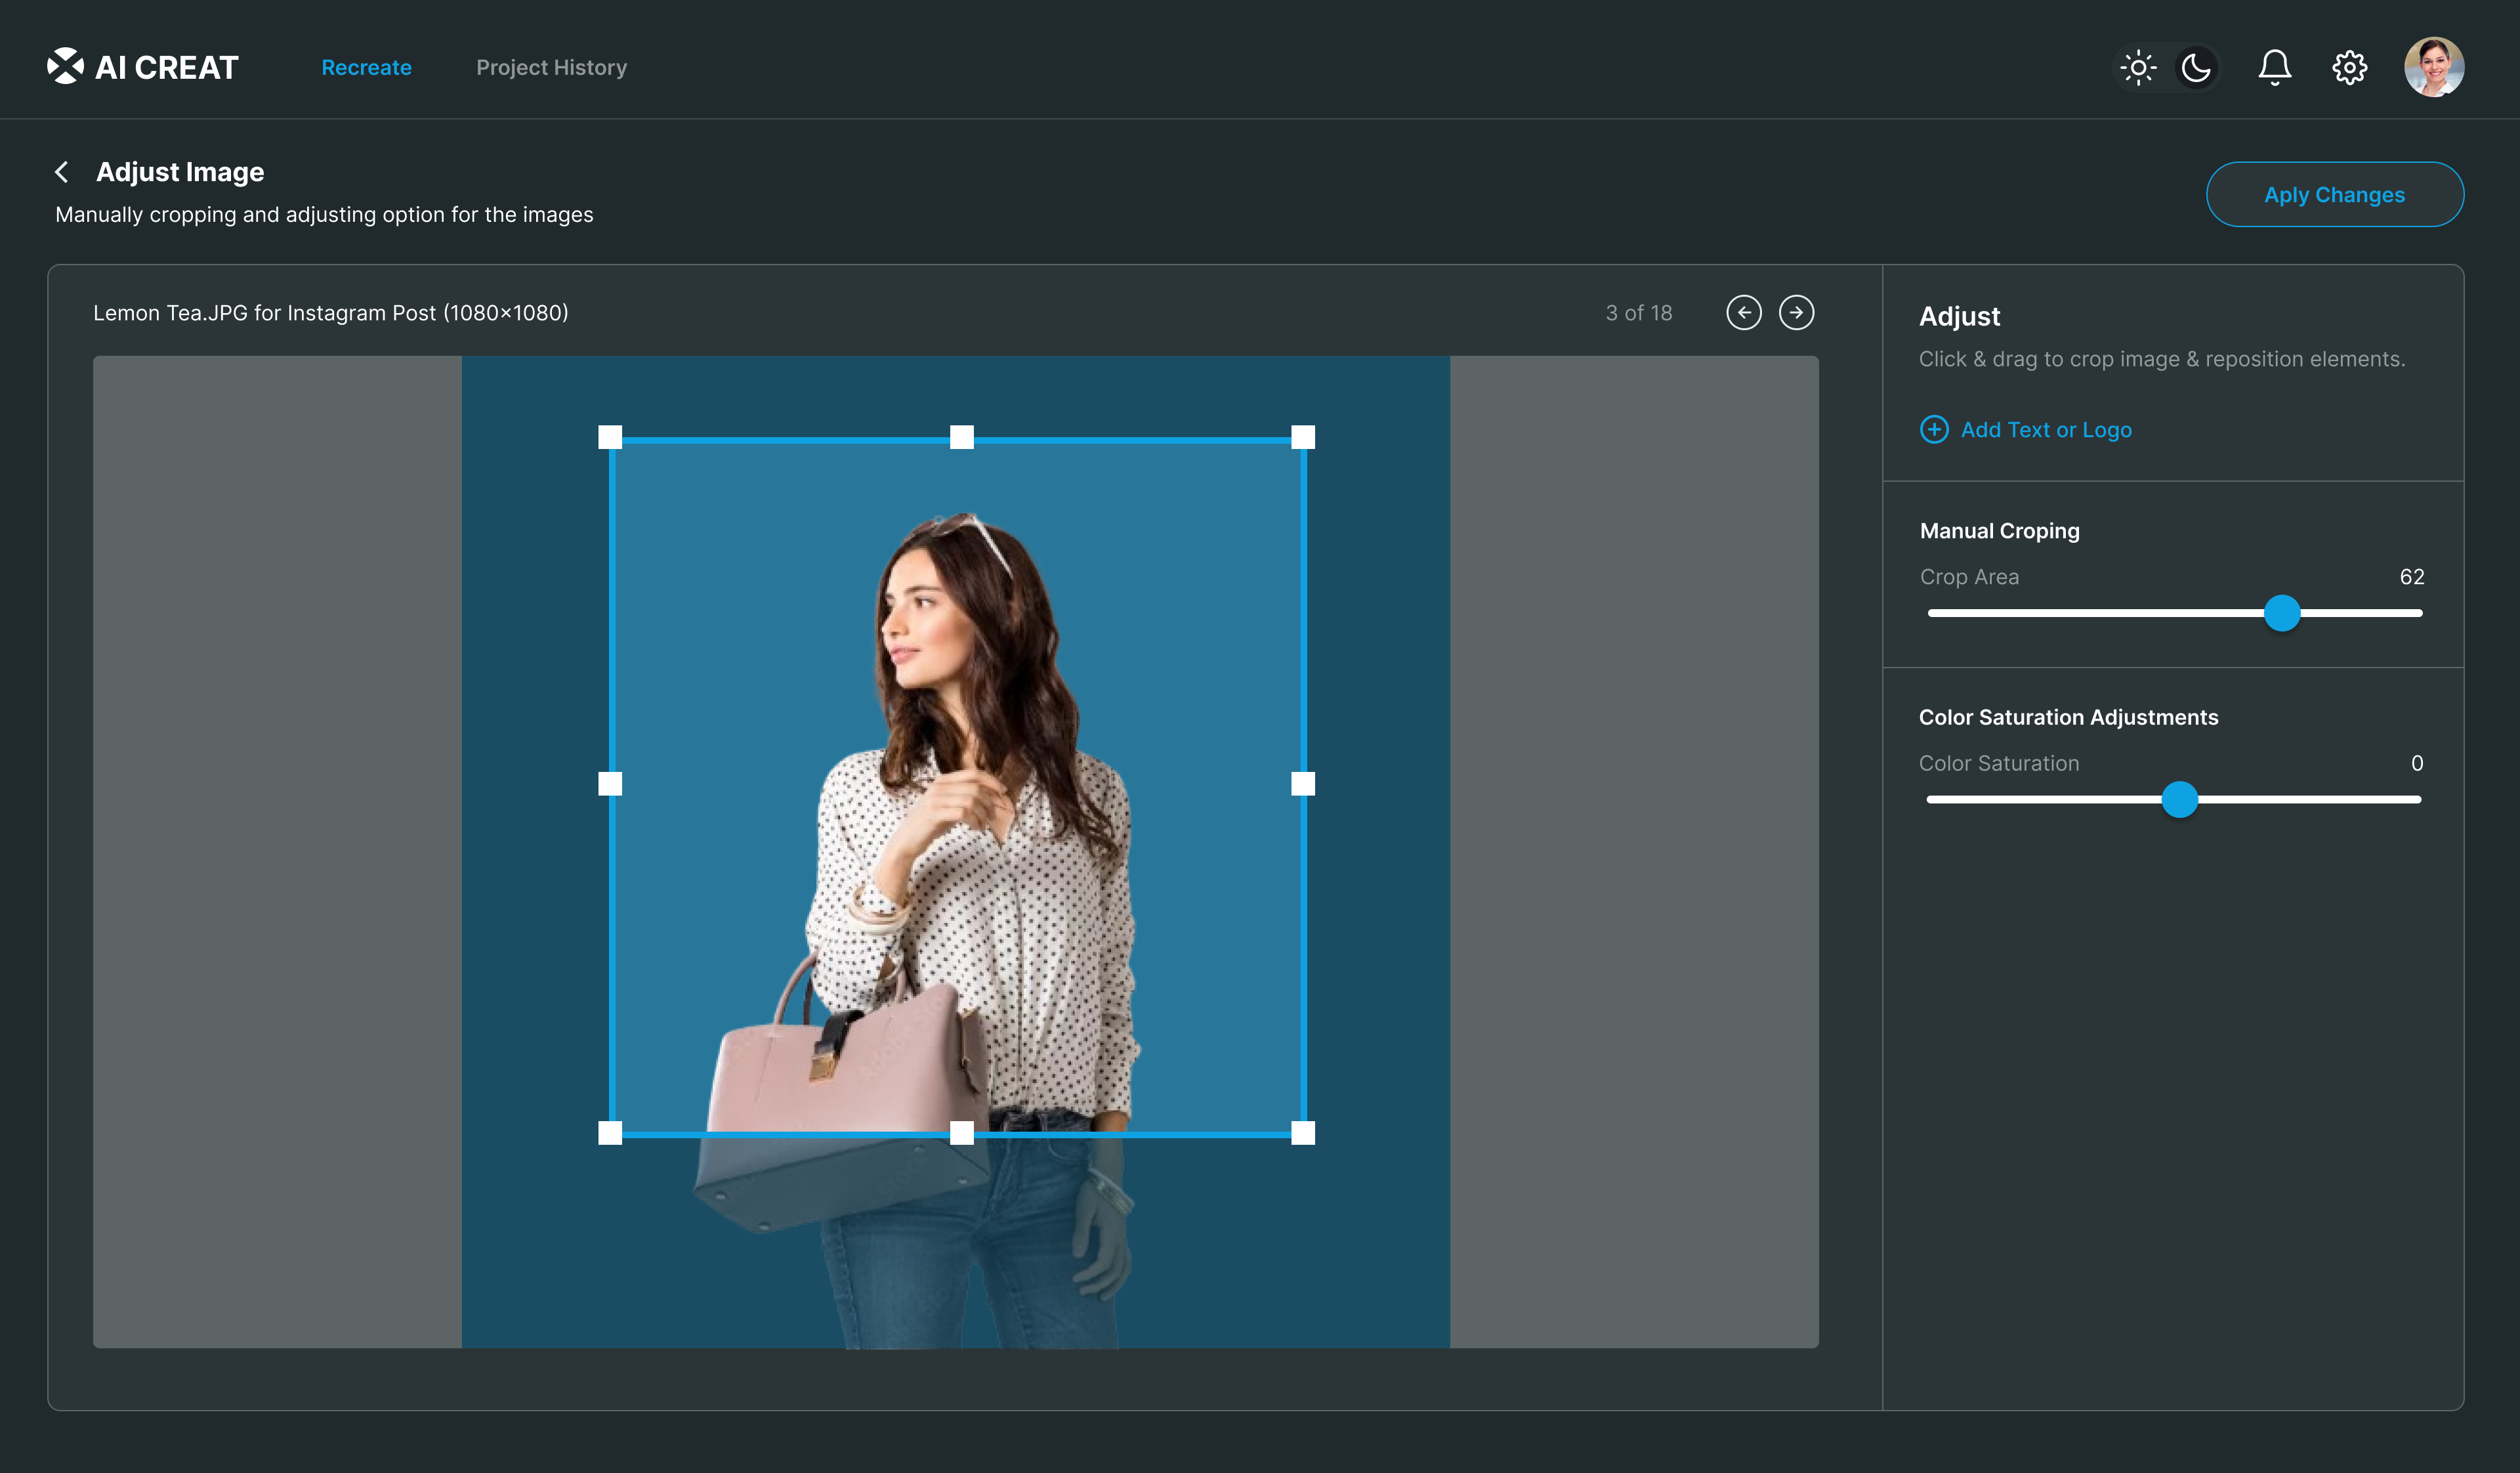 AI CREAT
Recreate
Project History
Adjust Image
Manually cropping and adjusting option for the images
Aply Changes
Lemon Tea.JPG for Instagram Post (1080×1080)
3 of 18
Adjust
Click & drag to crop image & reposition elements.
Add Text or Logo
Manual Croping
Crop Area
62
Color Saturation Adjustments
Color Saturation
0